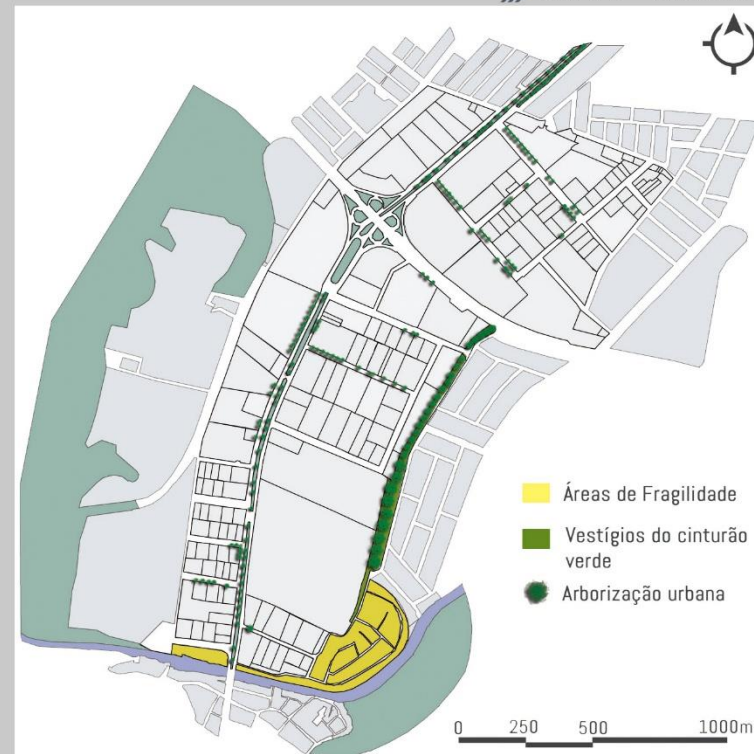 Áreas de Fragilidade
Vestígios do cinturão
verde
Arborização urbana
0 250 500 1000m